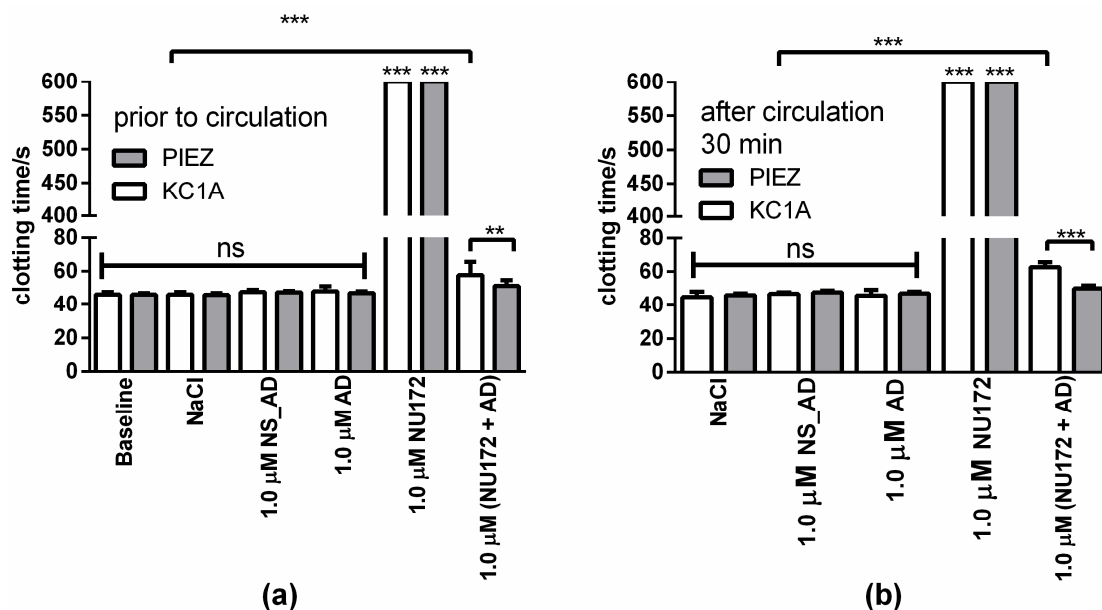 ***
*** ***
600
550
500
450
400
80
60
40
20
0
clotting time/s
prior to circulation
PIEZ
KC1A
ns
**
Baseline
NaCl
1.0 µM NS_AD
1.0 µM AD
1.0 µM NU172
1.0 µM (NU172 + AD)
(a)
***
*** ***
600
550
500
450
400
80
60
40
20
0
clotting time/s
after circulation
30 min
PIEZ
KC1A
ns
***
NaCl
1.0 µM NS_AD
1.0 µM AD
1.0 µM NU172
1.0 µM (NU172 + AD)
(b)